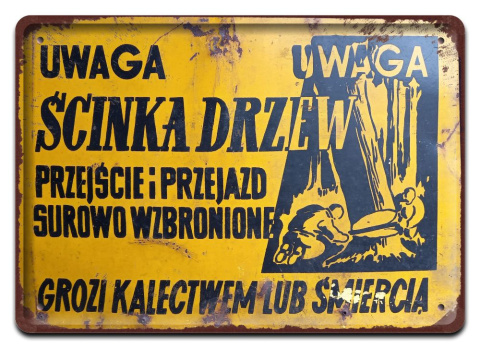 UWAGA UWAGA
ŚCINKA DRZEW
PRZEJŚCIE i PRZEJAZD
SUROWO WZBRONIONE
GROZI KALECTWEM LUB ŚMIERCIĄ